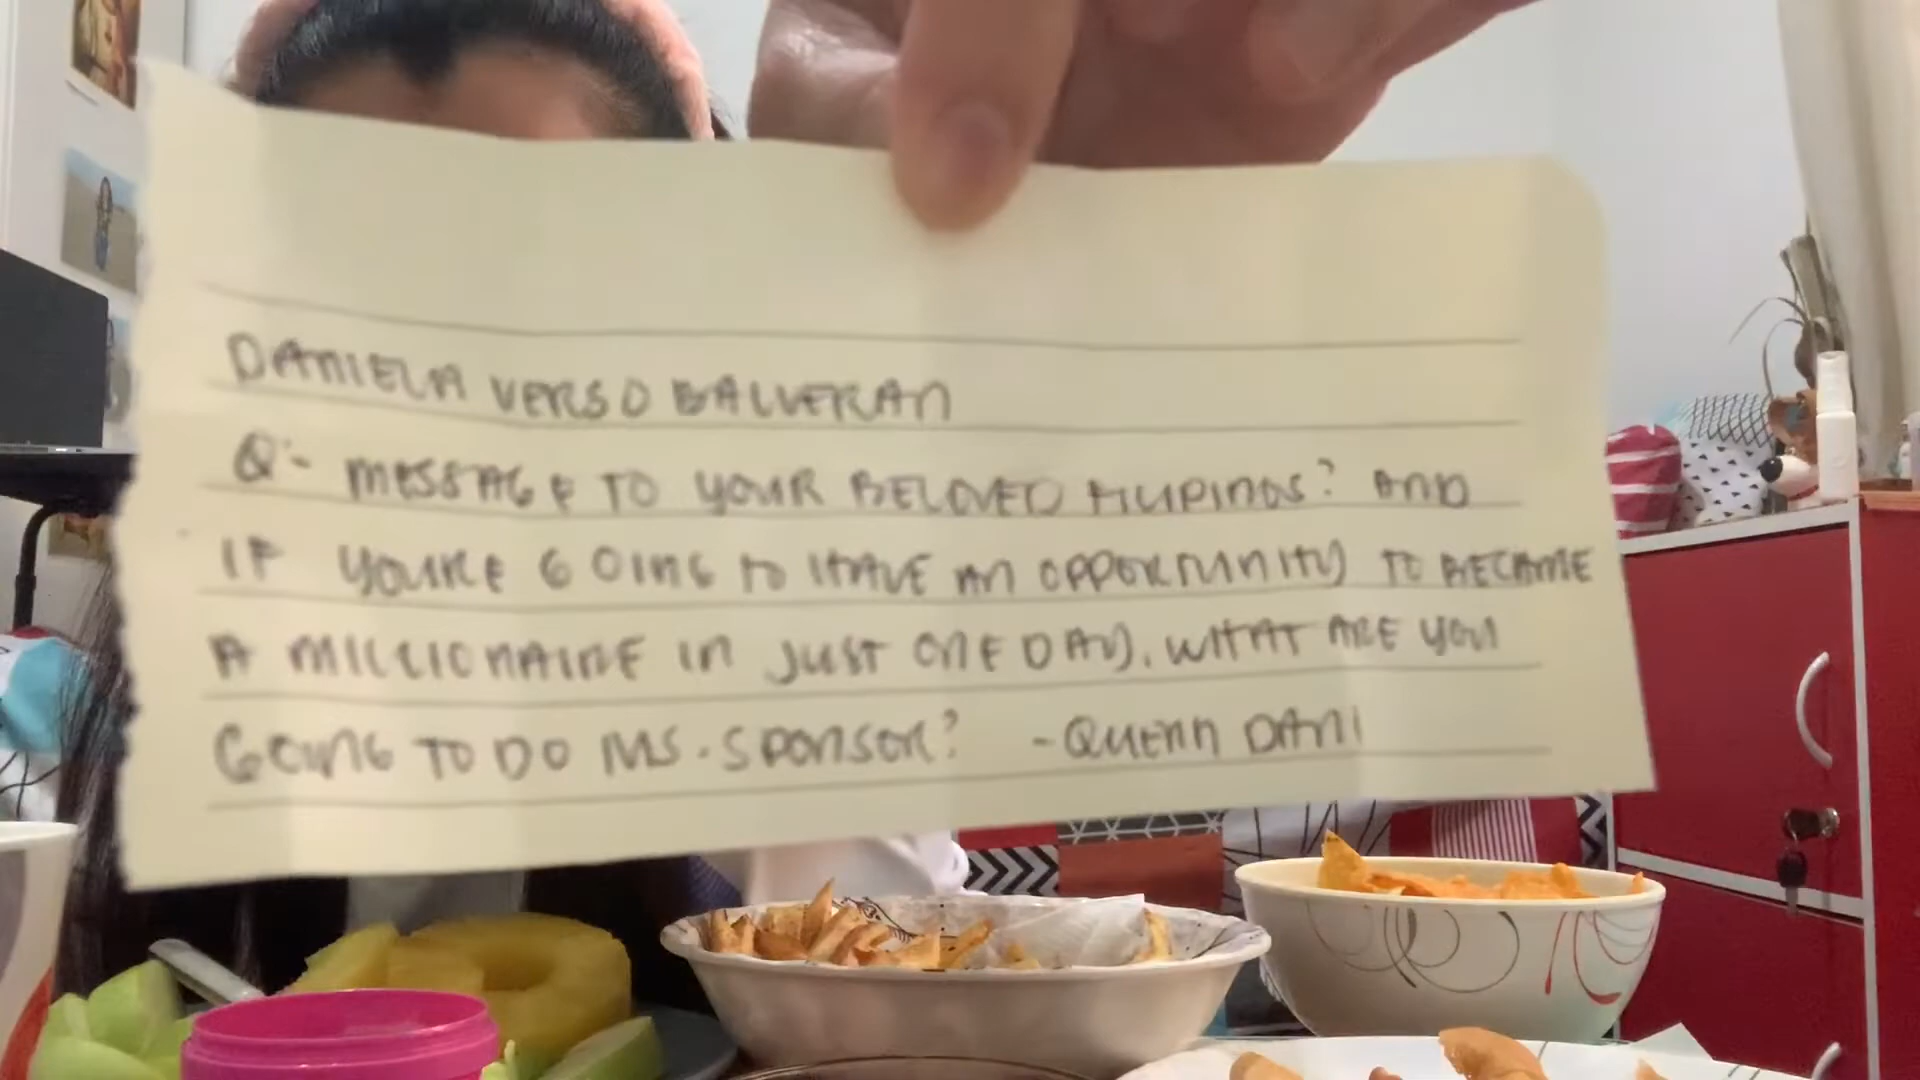 DANIELA VERSO BALVERAN
Q:- MESSAGE TO YOUR BELOVED FILIPINOS? AND
IF YOU'RE GOING TO HAVE AN OPPORTUNITY TO BECAME
A MILLIONAIRE IN JUST ONE DAY. WHAT ARE YOU
GOING TO DO MS. SPONSOR? - QUENN DANI